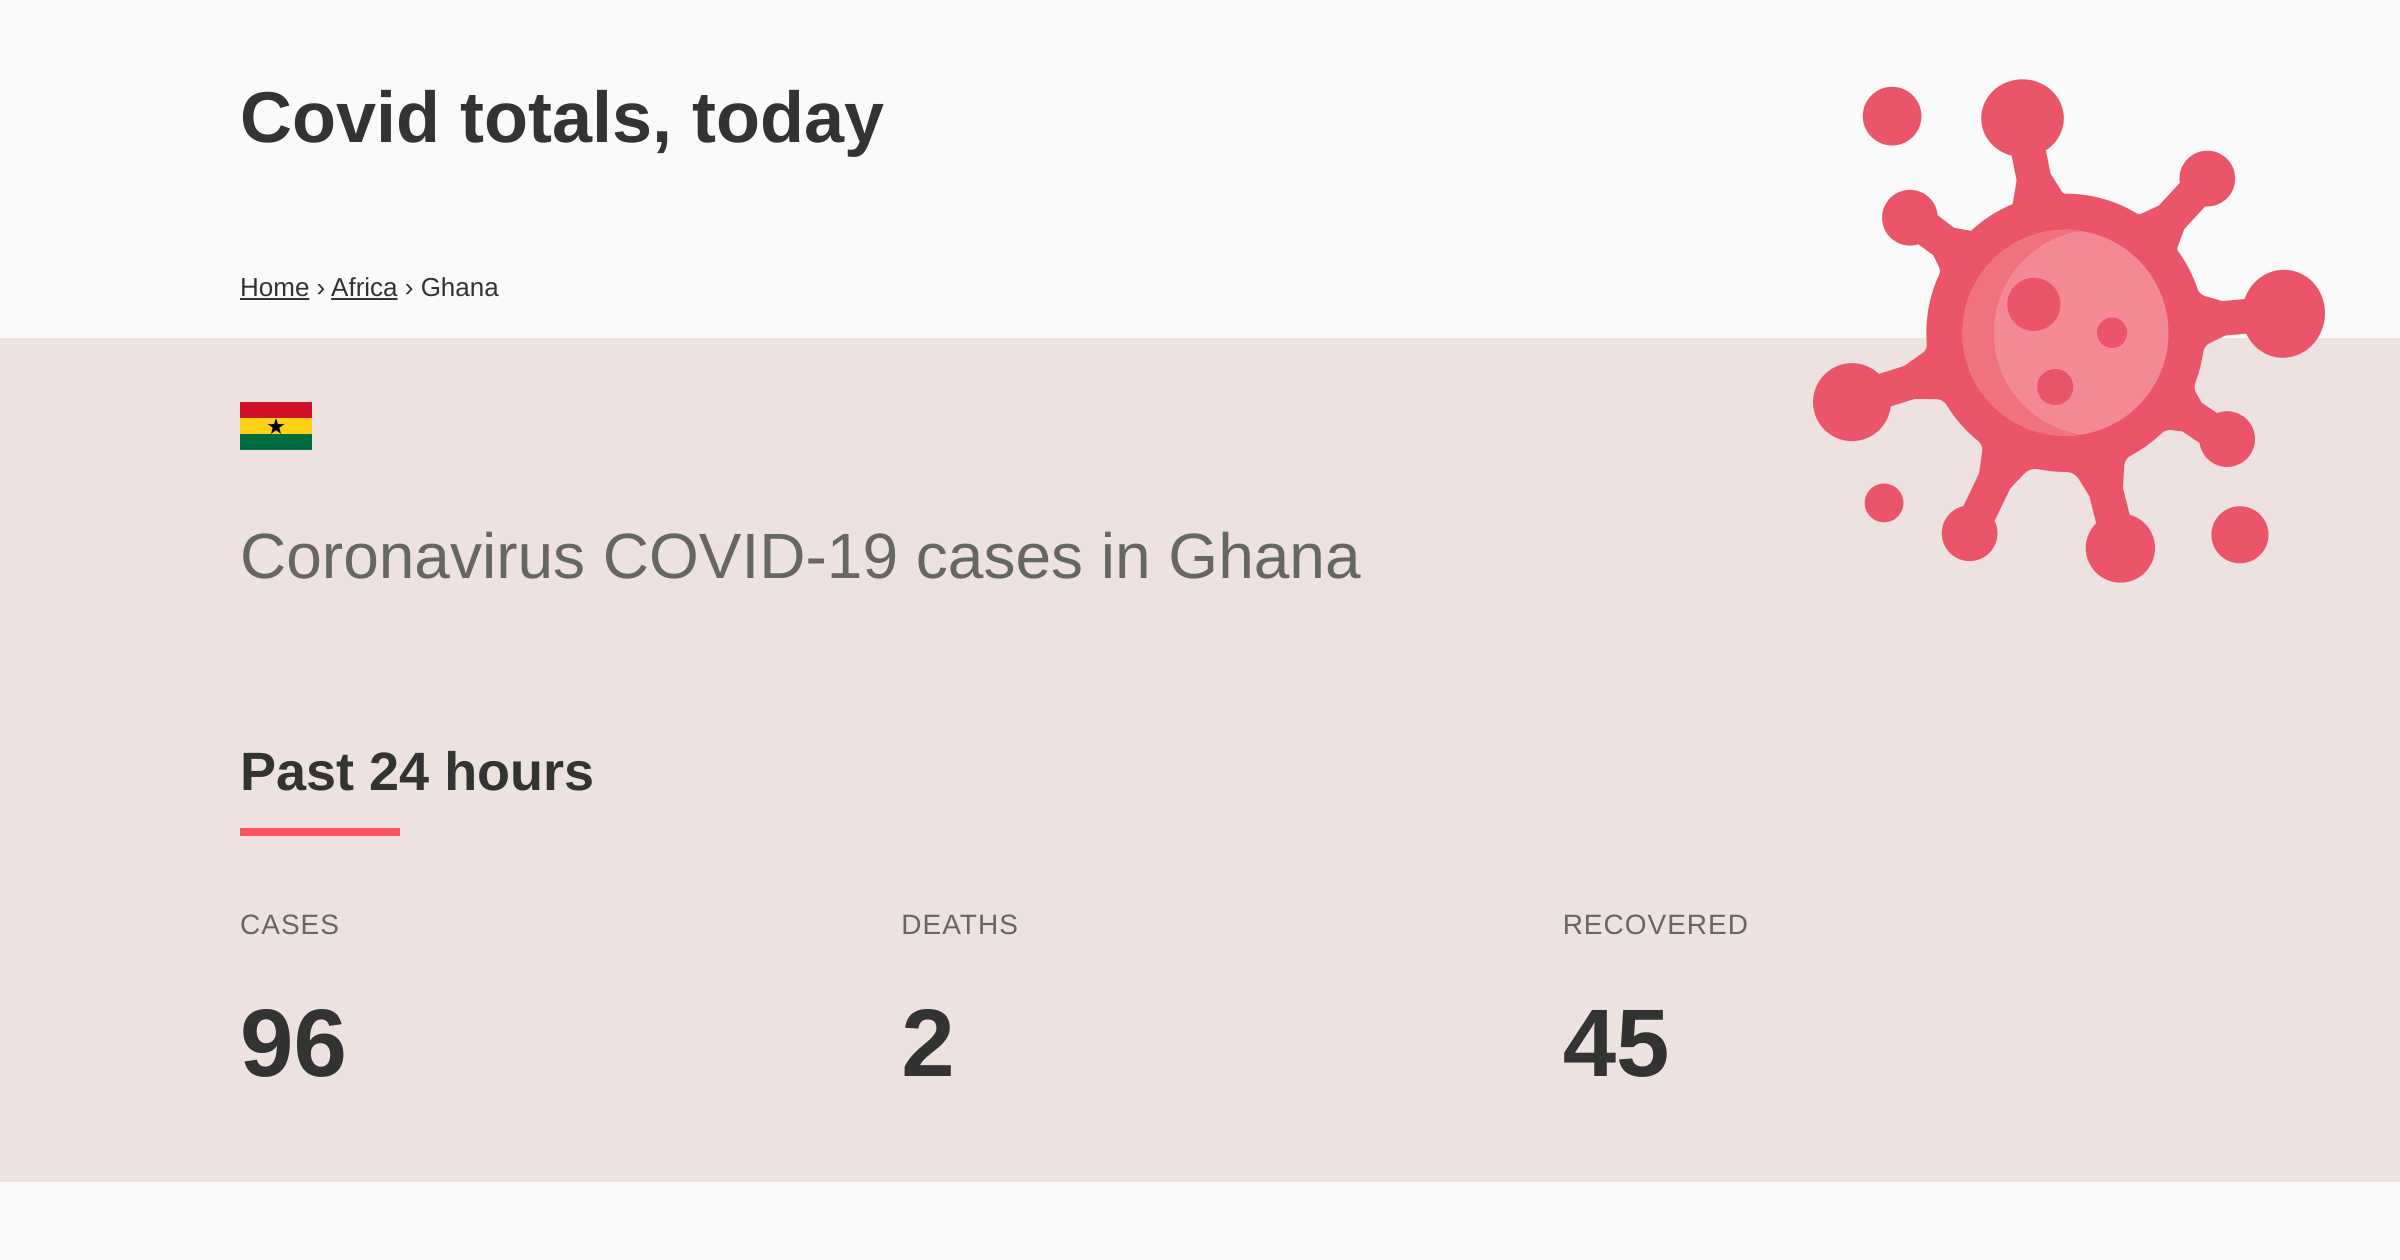 Covid totals, today
Home › Africa › Ghana
Coronavirus COVID-19 cases in Ghana
Past 24 hours
CASES DEATHS RECOVERED
96 2 45